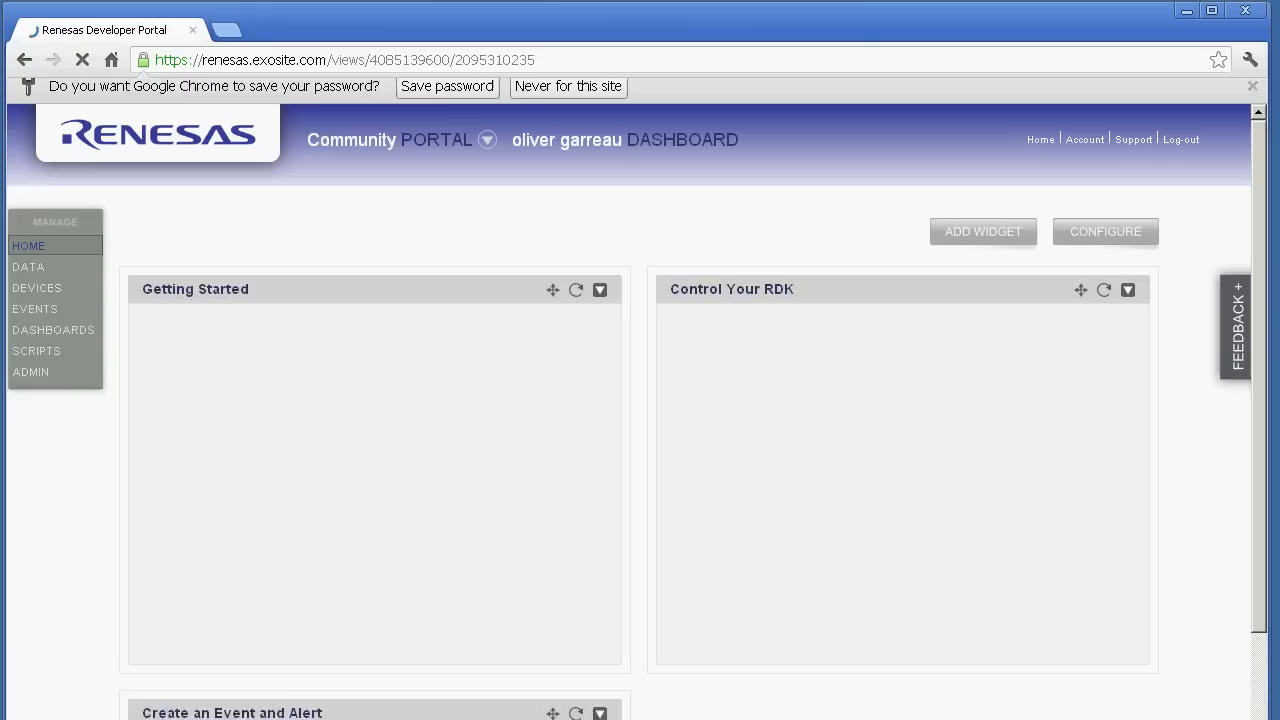 Renesas Developer Portal
https://renesas.exosite.com/views/4085139600/2095310235
Do you want Google Chrome to save your password? Save password Never for this site
RENESAS Community PORTAL oliver garreau DASHBOARD Home Account Support Log-out
MANAGE
HOME
DATA
DEVICES
EVENTS
DASHBOARDS
SCRIPTS
ADMIN
ADD WIDGET CONFIGURE
Getting Started
Control Your RDK
FEEDBACK +
Create an Event and Alert